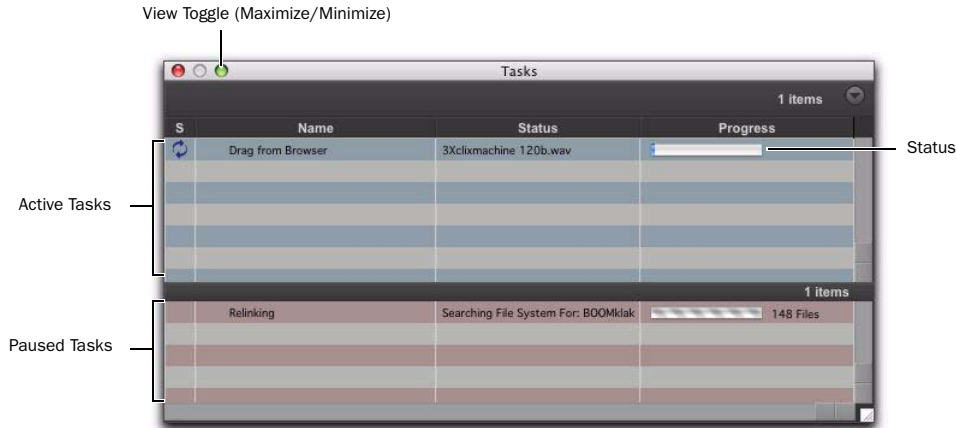 View Toggle (Maximize/Minimize)
Tasks
1 items
S Name Status Progress
Drag from Browser 3Xclixmachine 120b.wav
Status
Active Tasks
1 items
Relinking Searching File System For: BOOMklak 148 Files
Paused Tasks